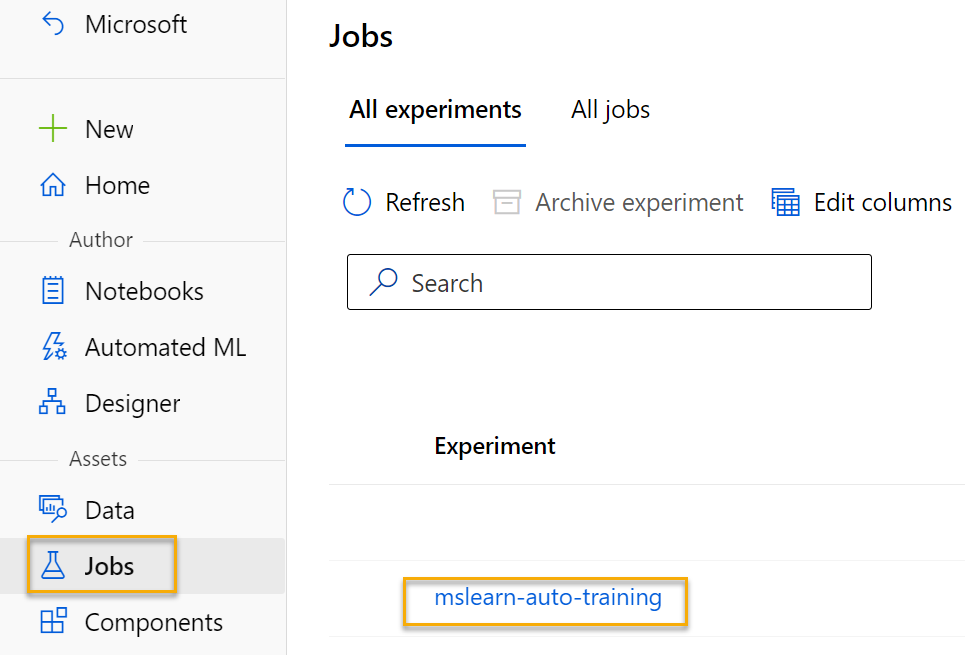 Microsoft
New
Home
Author
Notebooks
Automated ML
Designer
Assets
Data
Jobs
Components
Jobs
All experiments All jobs
Refresh Archive experiment Edit columns
Search
Experiment
mslearn-auto-training